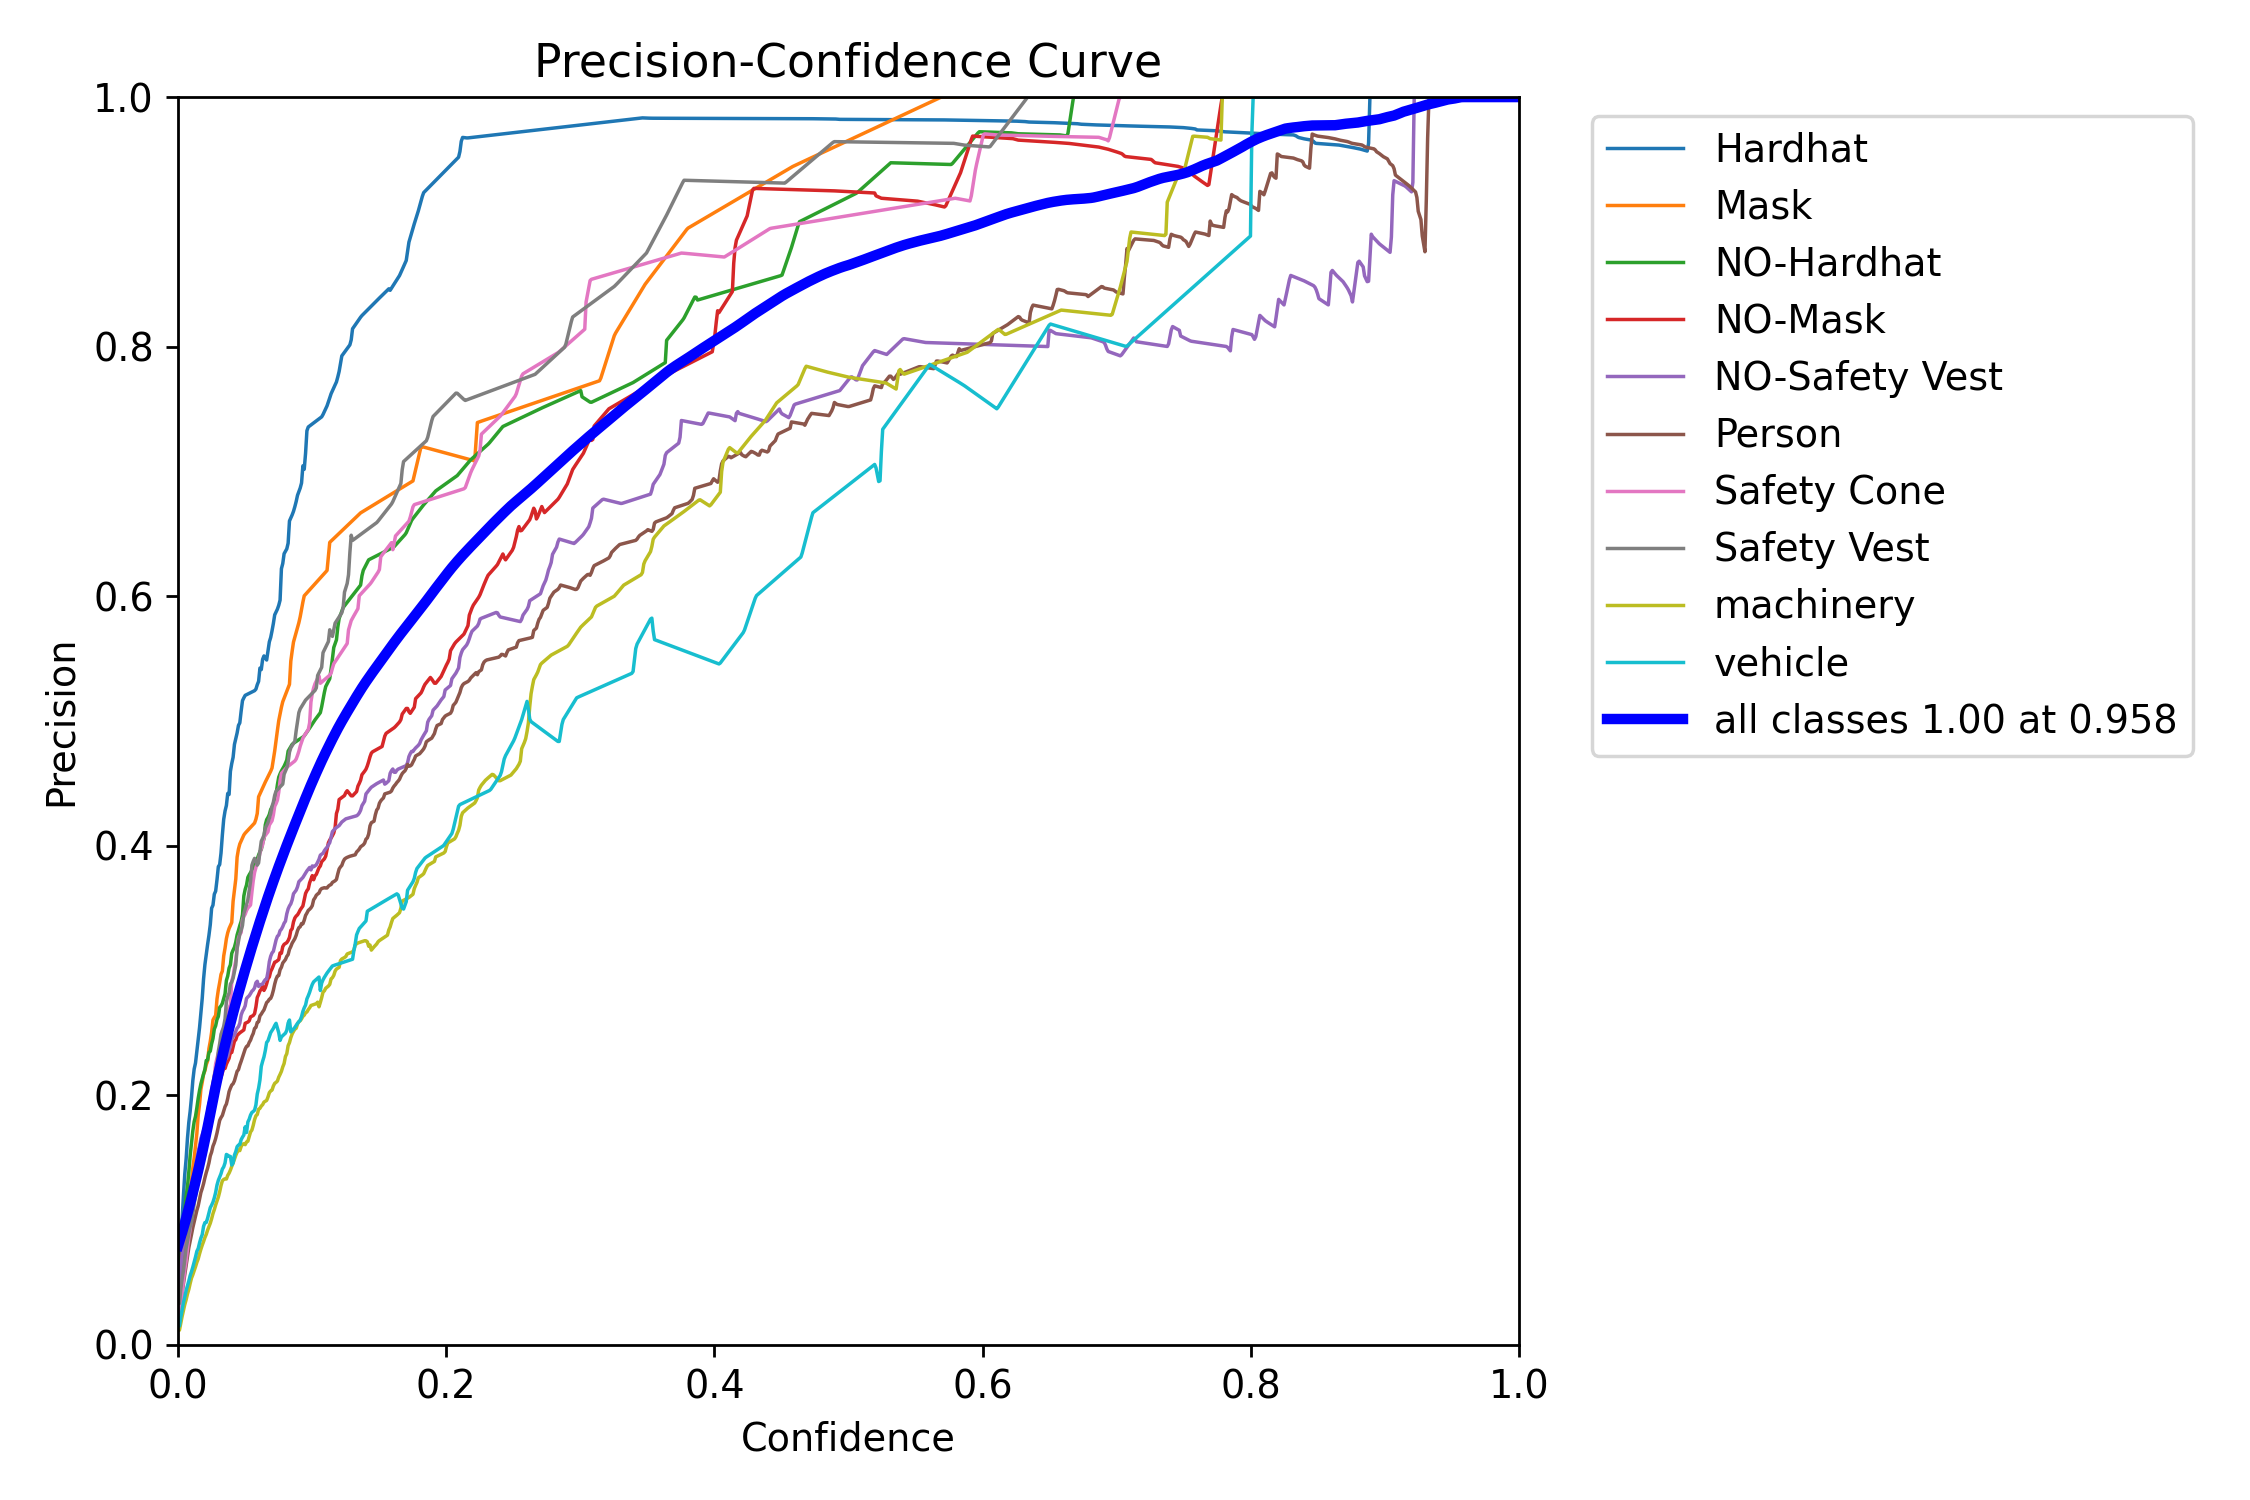 Precision-Confidence Curve
1.0
0.8
0.6
0.4
0.2
0.0
Precision
0.0 0.2 0.4 0.6 0.8 1.0
Confidence
Hardhat
Mask
NO-Hardhat
NO-Mask
NO-Safety Vest
Person
Safety Cone
Safety Vest
machinery
vehicle
all classes 1.00 at 0.958